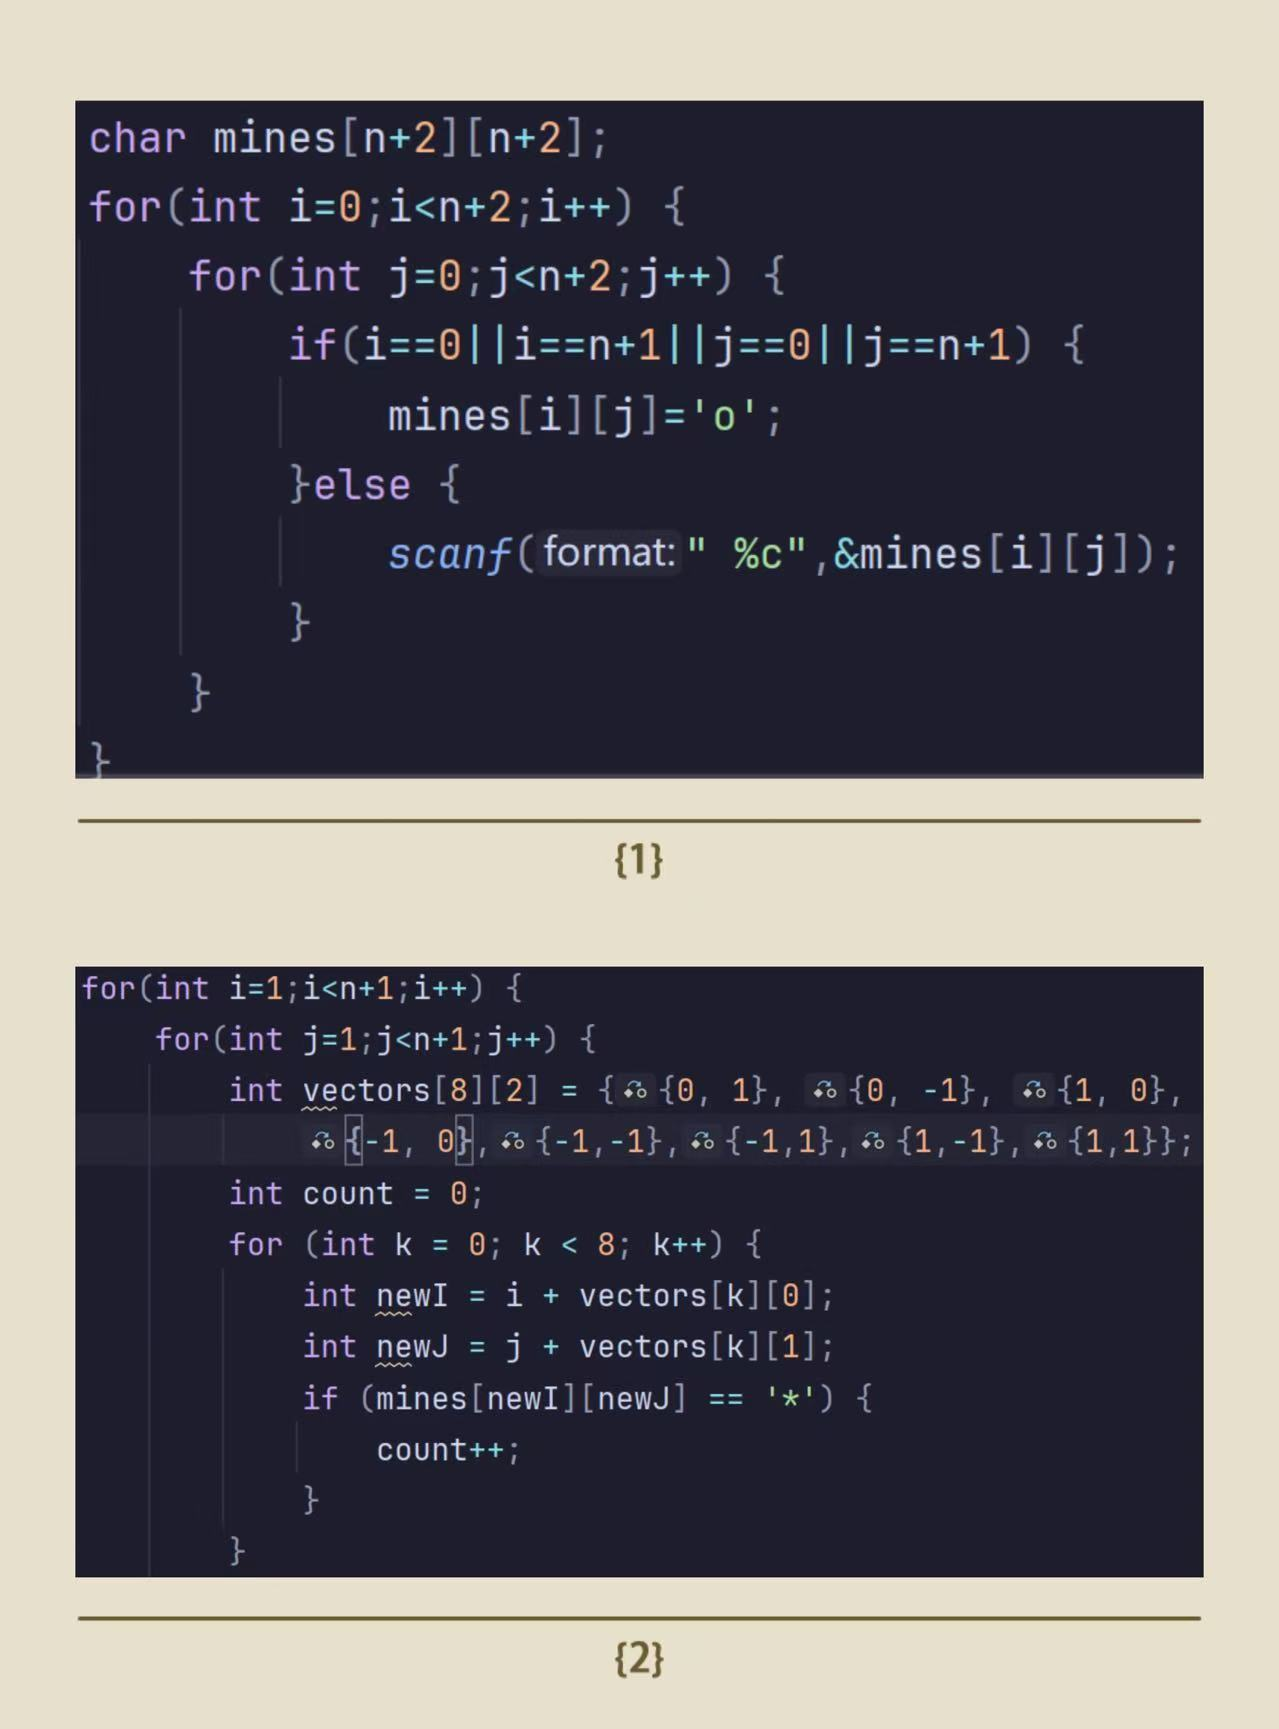 char mines[n+2][n+2];
for(int i=0;i<n+2;i++) {
for(int j=0;j<n+2;j++) {
if(i==0||i==n+1||j==0||j==n+1) {
mines[i][j]='o';
}else {
scanf(format:" %c",&mines[i][j]);
}
}
}
{1}
for(int i=1;i<n+1;i++) {
for(int j=1;j<n+1;j++) {
int vectors[8][2] = {{0, 1}, {0, -1}, {1, 0},
{-1, 0},{-1,-1},{-1,1},{1,-1},{1,1}};
int count = 0;
for (int k = 0; k < 8; k++) {
int newI = i + vectors[k][0];
int newJ = j + vectors[k][1];
if (mines[newI][newJ] == '*') {
count++;
}
}
{2}